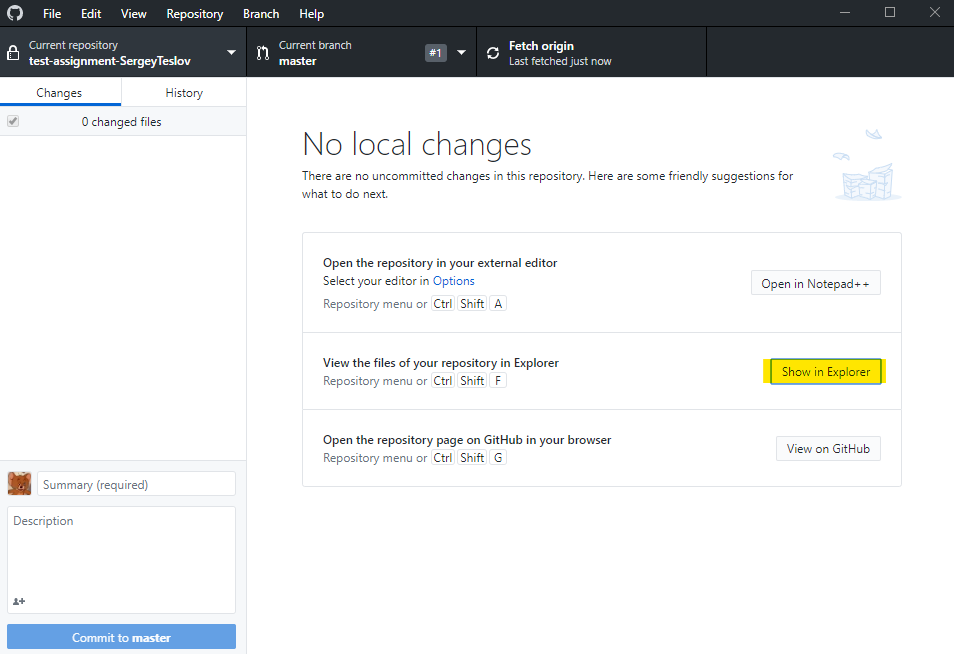 File Edit View Repository Branch Help
Current repository
test-assignment-SergeyTeslov
Current branch
master
#1
Fetch origin
Last fetched just now
Changes
History
0 changed files
No local changes
There are no uncommitted changes in this repository. Here are some friendly suggestions for
what to do next.
Open the repository in your external editor
Select your editor in Options
Repository menu or Ctrl Shift A
Open in Notepad++
View the files of your repository in Explorer
Repository menu or Ctrl Shift F
Show in Explorer
Open the repository page on GitHub in your browser
Repository menu or Ctrl Shift G
View on GitHub
Summary (required)
Description
Commit to master